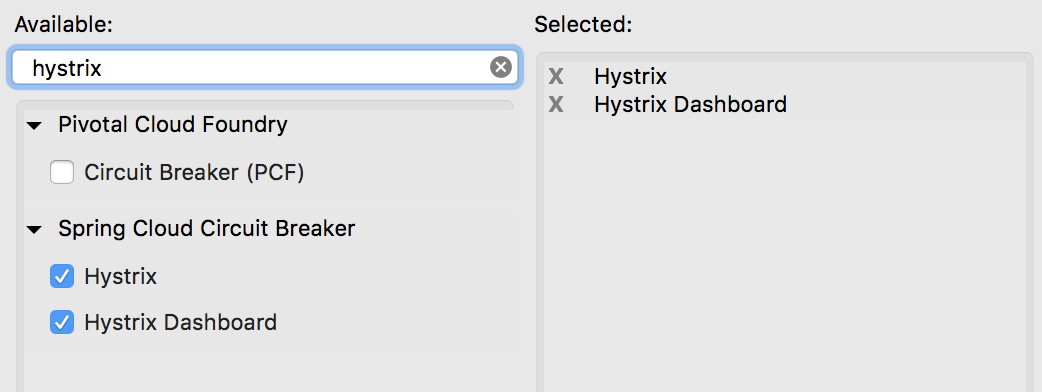 Available:
hystrix
Pivotal Cloud Foundry
Circuit Breaker (PCF)
Spring Cloud Circuit Breaker
Hystrix
Hystrix Dashboard
Selected:
X Hystrix
X Hystrix Dashboard